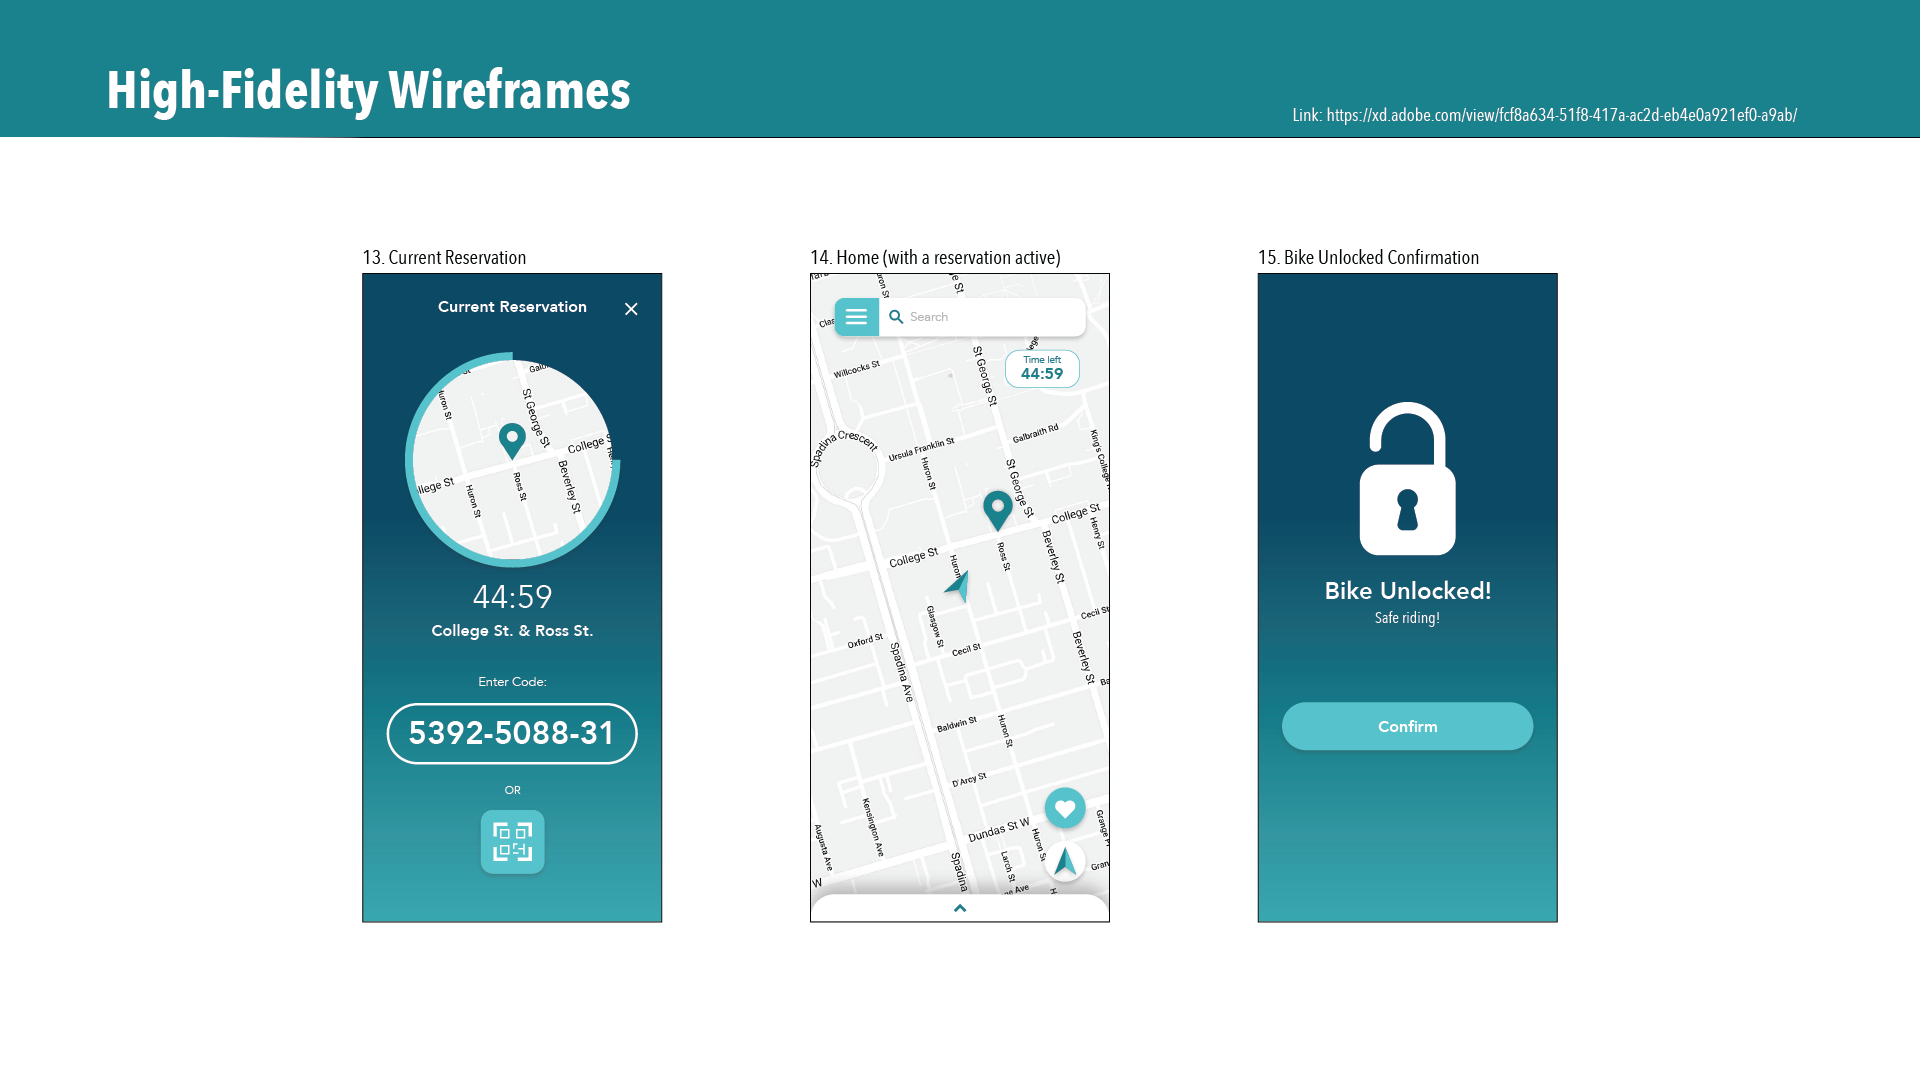 High-Fidelity Wireframes
Link: https://xd.adobe.com/view/fcf8a634-51f8-417a-ac2d-eb4e0a921ef0-a9ab/
13. Current Reservation
Current Reservation
Huron St
St George St
College
College St
Huron St
Ross St
Beverley St
44:59
College St. & Ross St.
Enter Code:
5392-5088-31
OR
14. Home (with a reservation active)
Search
Time left
44:59
Willcocks St
St George St
Spadina Crescent
Ursula Franklin St
Galbraith Rd
King's College
Huron St
St George St
College St
Henry St
College St
Huron
Ross St
Beverley St
Glasgow St
Cecil St
Oxford St
Cecil St
Spadina Ave
Beverley St
Baldwin St
Huron St
D'Arcy St
Kensington Ave
Augusta Ave
Dundas St W
Huron St
Grange
Larch St
Spadina
W
15. Bike Unlocked Confirmation
Bike Unlocked!
Safe riding!
Confirm